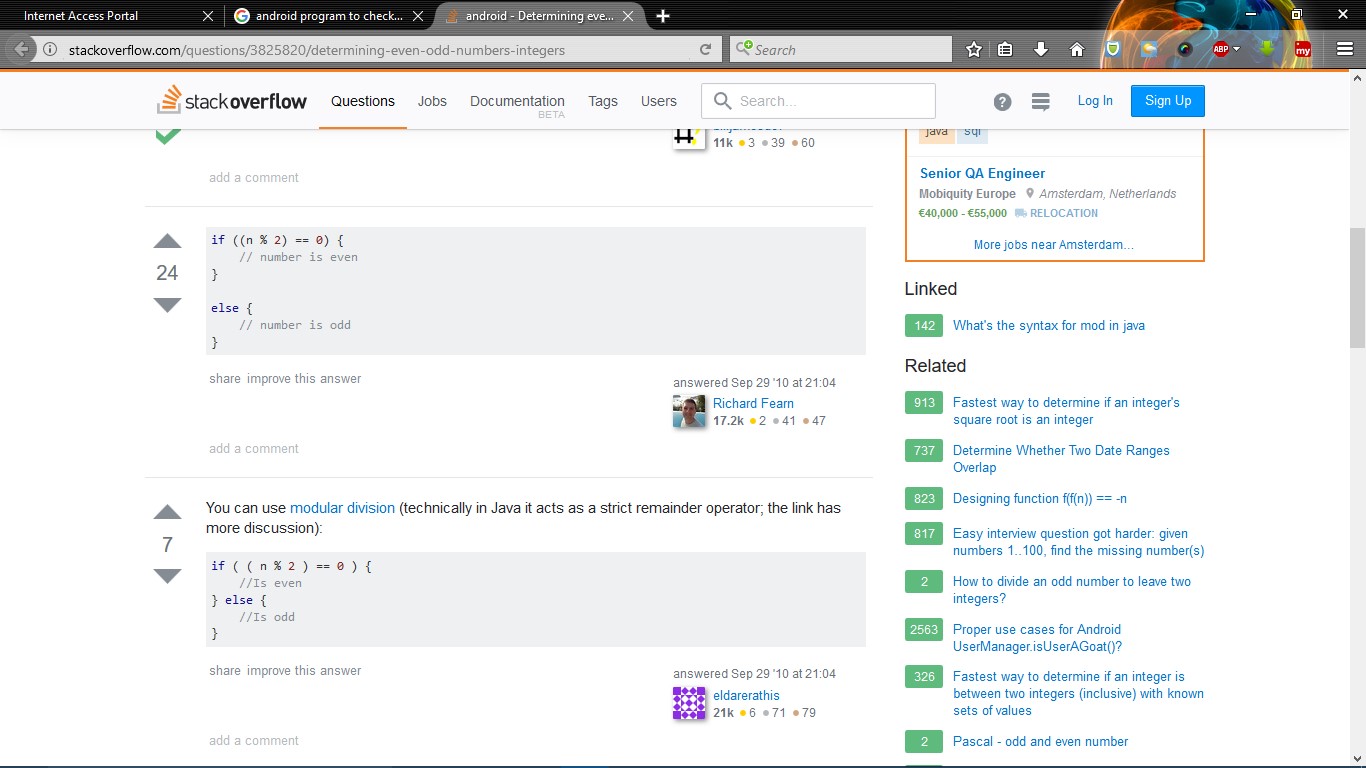 Internet Access Portal
android program to check...
android - Determining eve...
stackoverflow.com/questions/3825820/determining-even-odd-numbers-integers
Search
ABP
my
stackoverflow
Questions
Jobs
Documentation
BETA
Tags
Users
Search...
?
Log In
Sign Up
11k 3 39 60
add a comment
24
if ((n % 2) == 0) {
// number is even
}
else {
// number is odd
}
share improve this answer
answered Sep 29 '10 at 21:04
Richard Fearn
17.2k 2 41 47
add a comment
7
You can use modular division (technically in Java it acts as a strict remainder operator; the link has
more discussion):
if ( ( n % 2 ) == 0 ) {
//Is even
} else {
//Is odd
}
share improve this answer
answered Sep 29 '10 at 21:04
eldarerathis
21k 6 71 79
add a comment
java sql
Senior QA Engineer
Mobiquity Europe Amsterdam, Netherlands
€40,000 - €55,000 RELOCATION
More jobs near Amsterdam...
Linked
142 What's the syntax for mod in java
Related
913 Fastest way to determine if an integer's
square root is an integer
737 Determine Whether Two Date Ranges
Overlap
823 Designing function f(f(n)) == -n
817 Easy interview question got harder: given
numbers 1..100, find the missing number(s)
2 How to divide an odd number to leave two
integers?
2563 Proper use cases for Android
UserManager.isUserAGoat()?
326 Fastest way to determine if an integer is
between two integers (inclusive) with known
sets of values
2 Pascal - odd and even number